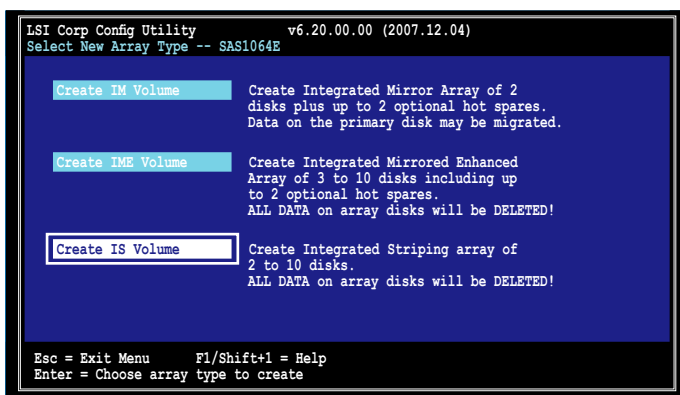 LSI Corp Config Utility v6.20.00.00 (2007.12.04)
Select New Array Type -- SAS1064E
Create IM Volume Create Integrated Mirror Array of 2
disks plus up to 2 optional hot spares.
Data on the primary disk may be migrated.
Create IME Volume Create Integrated Mirrored Enhanced
Array of 3 to 10 disks including up
to 2 optional hot spares.
ALL DATA on array disks will be DELETED!
Create IS Volume Create Integrated Striping array of
2 to 10 disks.
ALL DATA on array disks will be DELETED!
Esc = Exit Menu F1/Shift+1 = Help
Enter = Choose array type to create